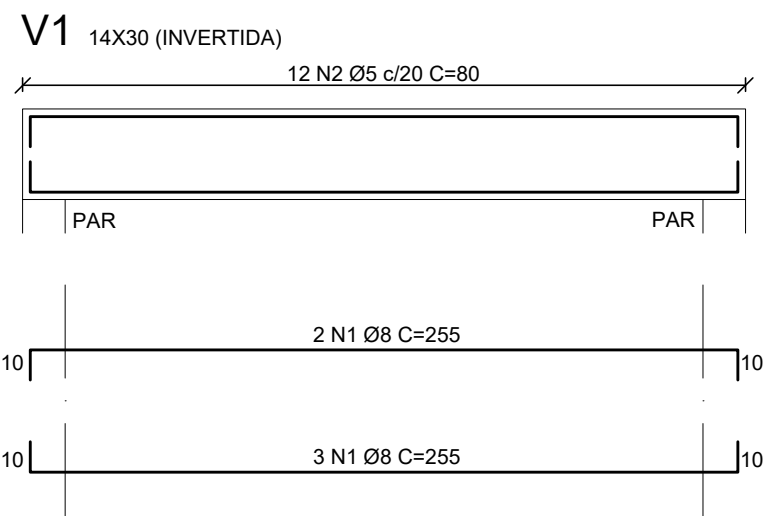 V1 14X30 (INVERTIDA)
12 N2 Ø5 c/20 C=80
PAR PAR
2 N1 Ø8 C=255
10 10
3 N1 Ø8 C=255
10 10